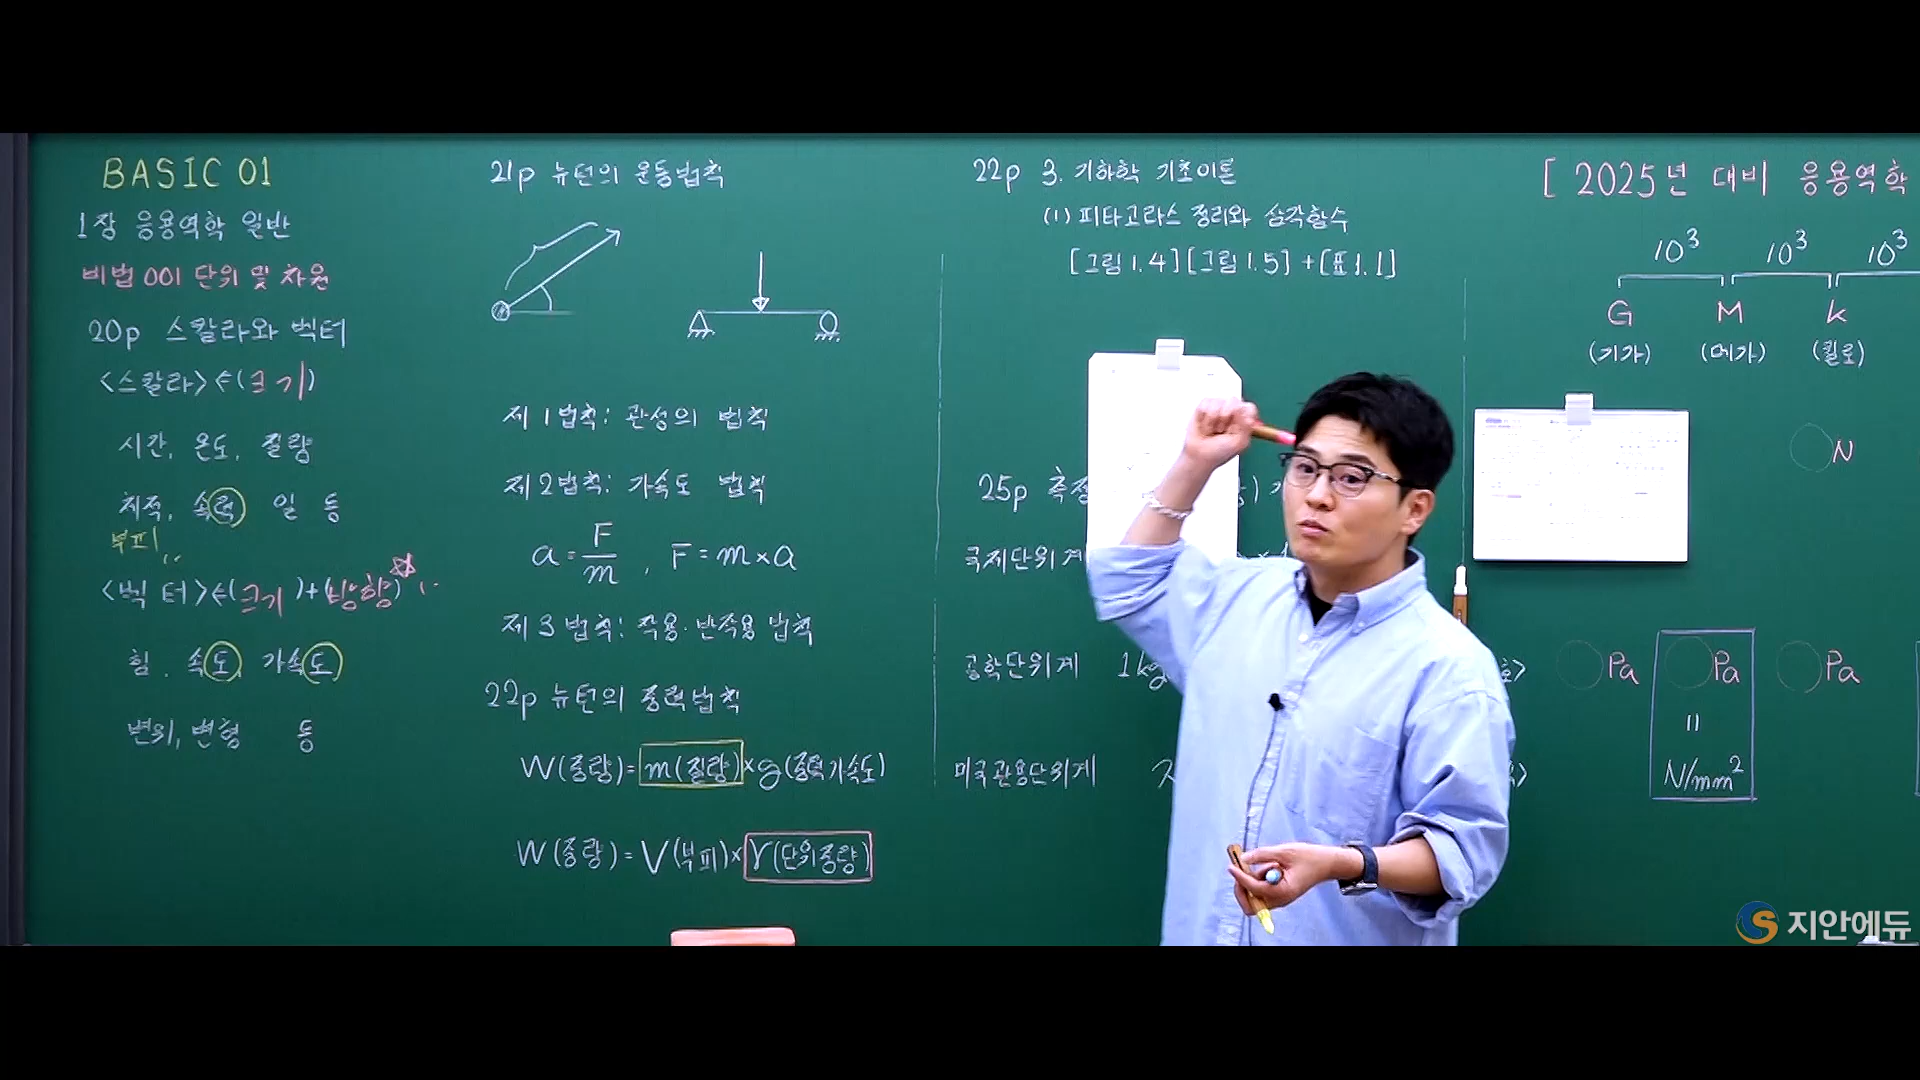 BASIC 01
1장 응용역학 일반
비법 001 단위 및 차원
20p 스칼라와 벡터
<스칼라>←(크기)
시간, 온도, 질량
치적, 속력 일 등
부피
<벡터>←(크기)+(방향)
힘. 속도 가속도
변위, 변형 등
21p 뉴턴의 운동법칙
제1법칙: 관성의 법칙
제2법칙: 가속도 법칙
a = F/m , F = m×a
제3법칙: 작용·반작용 법칙
22p 뉴턴의 중력법칙
W(중량)=m(질량)×g(중력가속도)
W(중량)=V(부피)×γ(단위중량)
22p 3. 기하학 기초이론
(1) 피타고라스 정리와 삼각함수
[그림1.4][그림1.5]+[표1.1]
25p
국제단위계
공학단위계 1kg
미국관용단위계
[2025년 대비 응용역학
10³ 10³ 10³
G M k
(기가) (메가) (킬로)
N
Pa Pa Pa
=
N/mm²
지안에듀